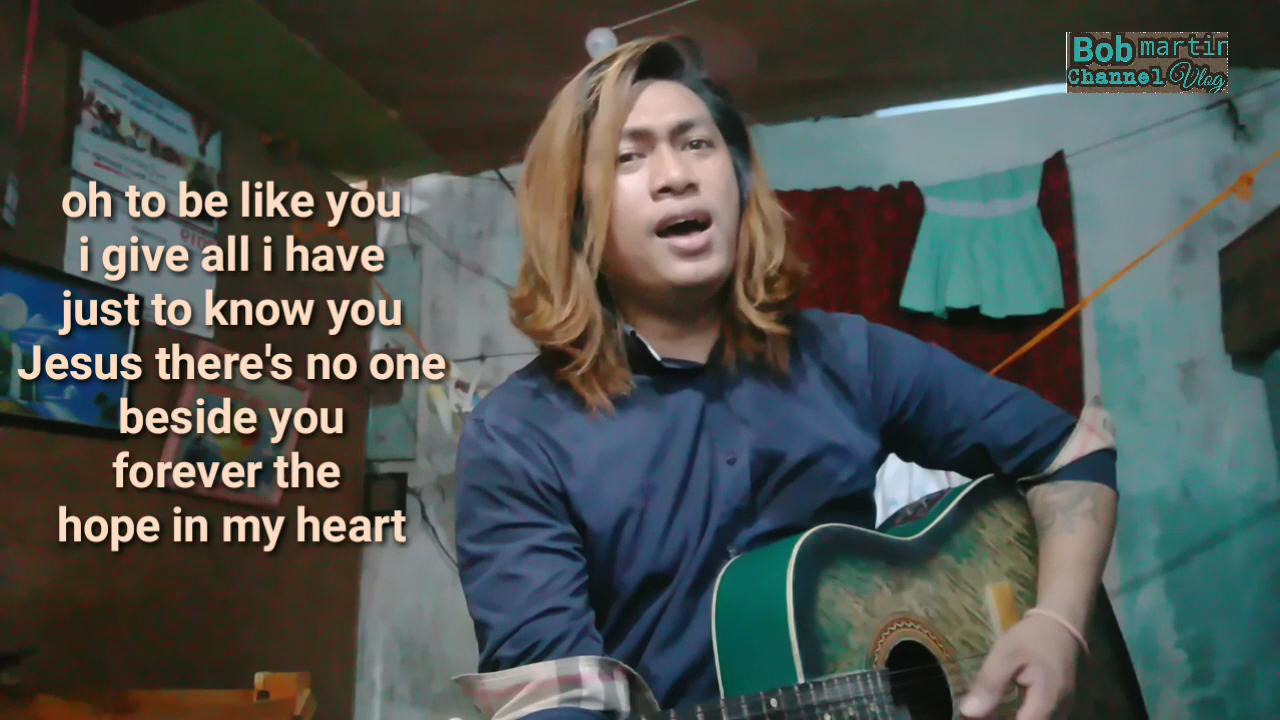 Bob martin
Channel Vlog
oh to be like you
i give all i have
just to know you
Jesus there's no one
beside you
forever the
hope in my heart